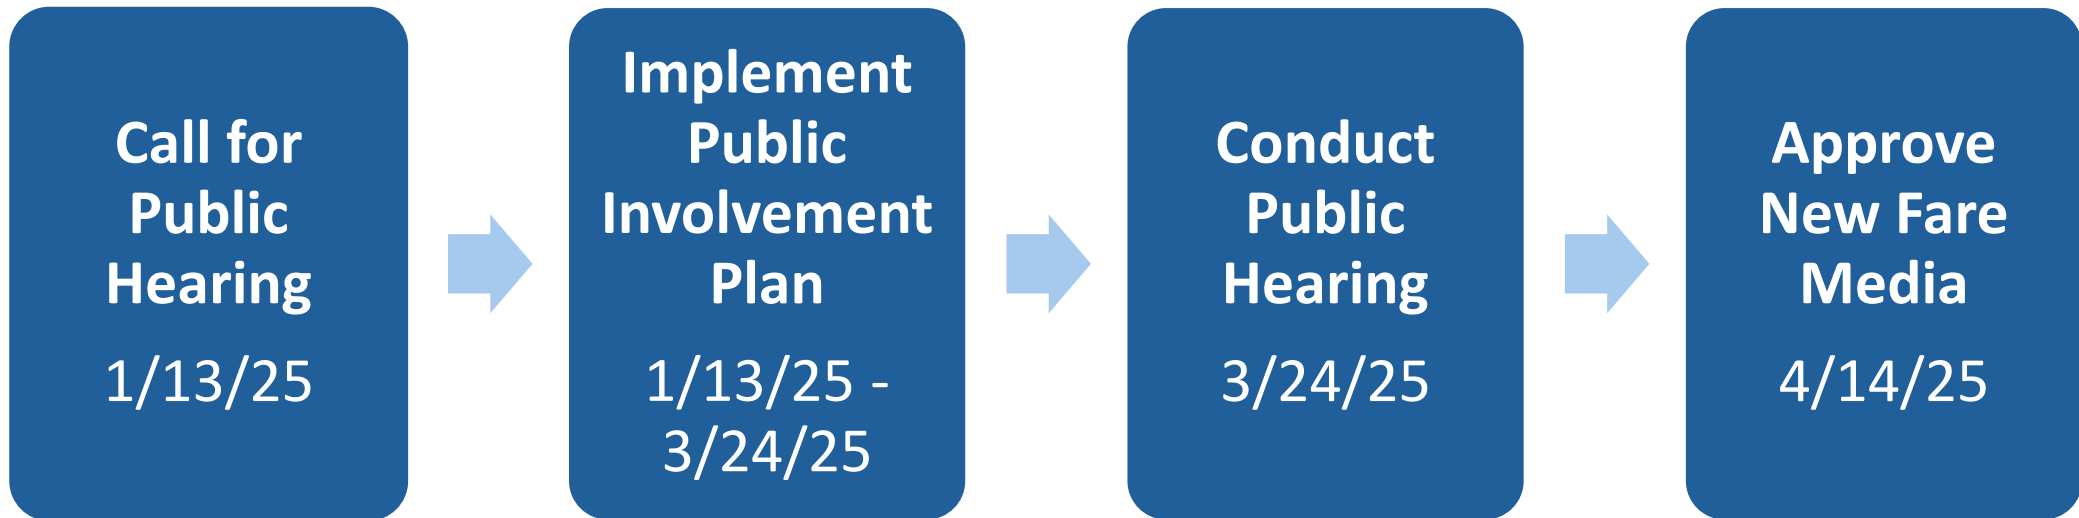 Call for
Public
Hearing
1/13/25
Implement
Public
Involvement
Plan
1/13/25 -
3/24/25
Conduct
Public
Hearing
3/24/25
Approve
New Fare
Media
4/14/25